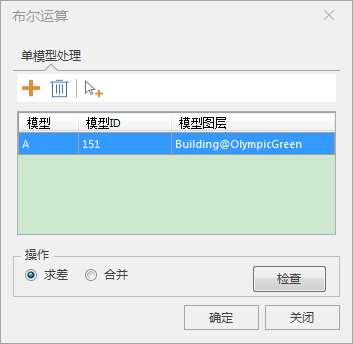 布尔运算
单模型处理
模型 模型ID 模型图层
A 151 Building@OlympicGreen
操作
求差 合并 检查
确定 关闭